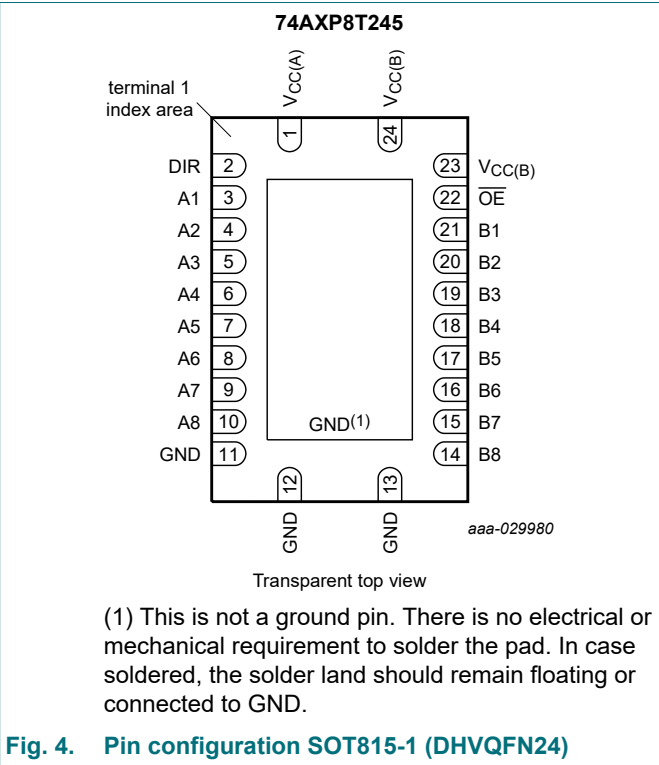 74AXP8T245
terminal 1
index area
VCC(A)
VCC(B)
1
24
DIR 2
23 VCC(B)
A1 3
22 OE
A2 4
21 B1
A3 5
20 B2
A4 6
19 B3
A5 7
18 B4
A6 8
17 B5
A7 9
16 B6
A8 10
GND(1)
15 B7
GND 11
14 B8
12
13
GND
GND
aaa-029980
Transparent top view
(1) This is not a ground pin. There is no electrical or
mechanical requirement to solder the pad. In case
soldered, the solder land should remain floating or
connected to GND.
Fig. 4. Pin configuration SOT815-1 (DHVQFN24)